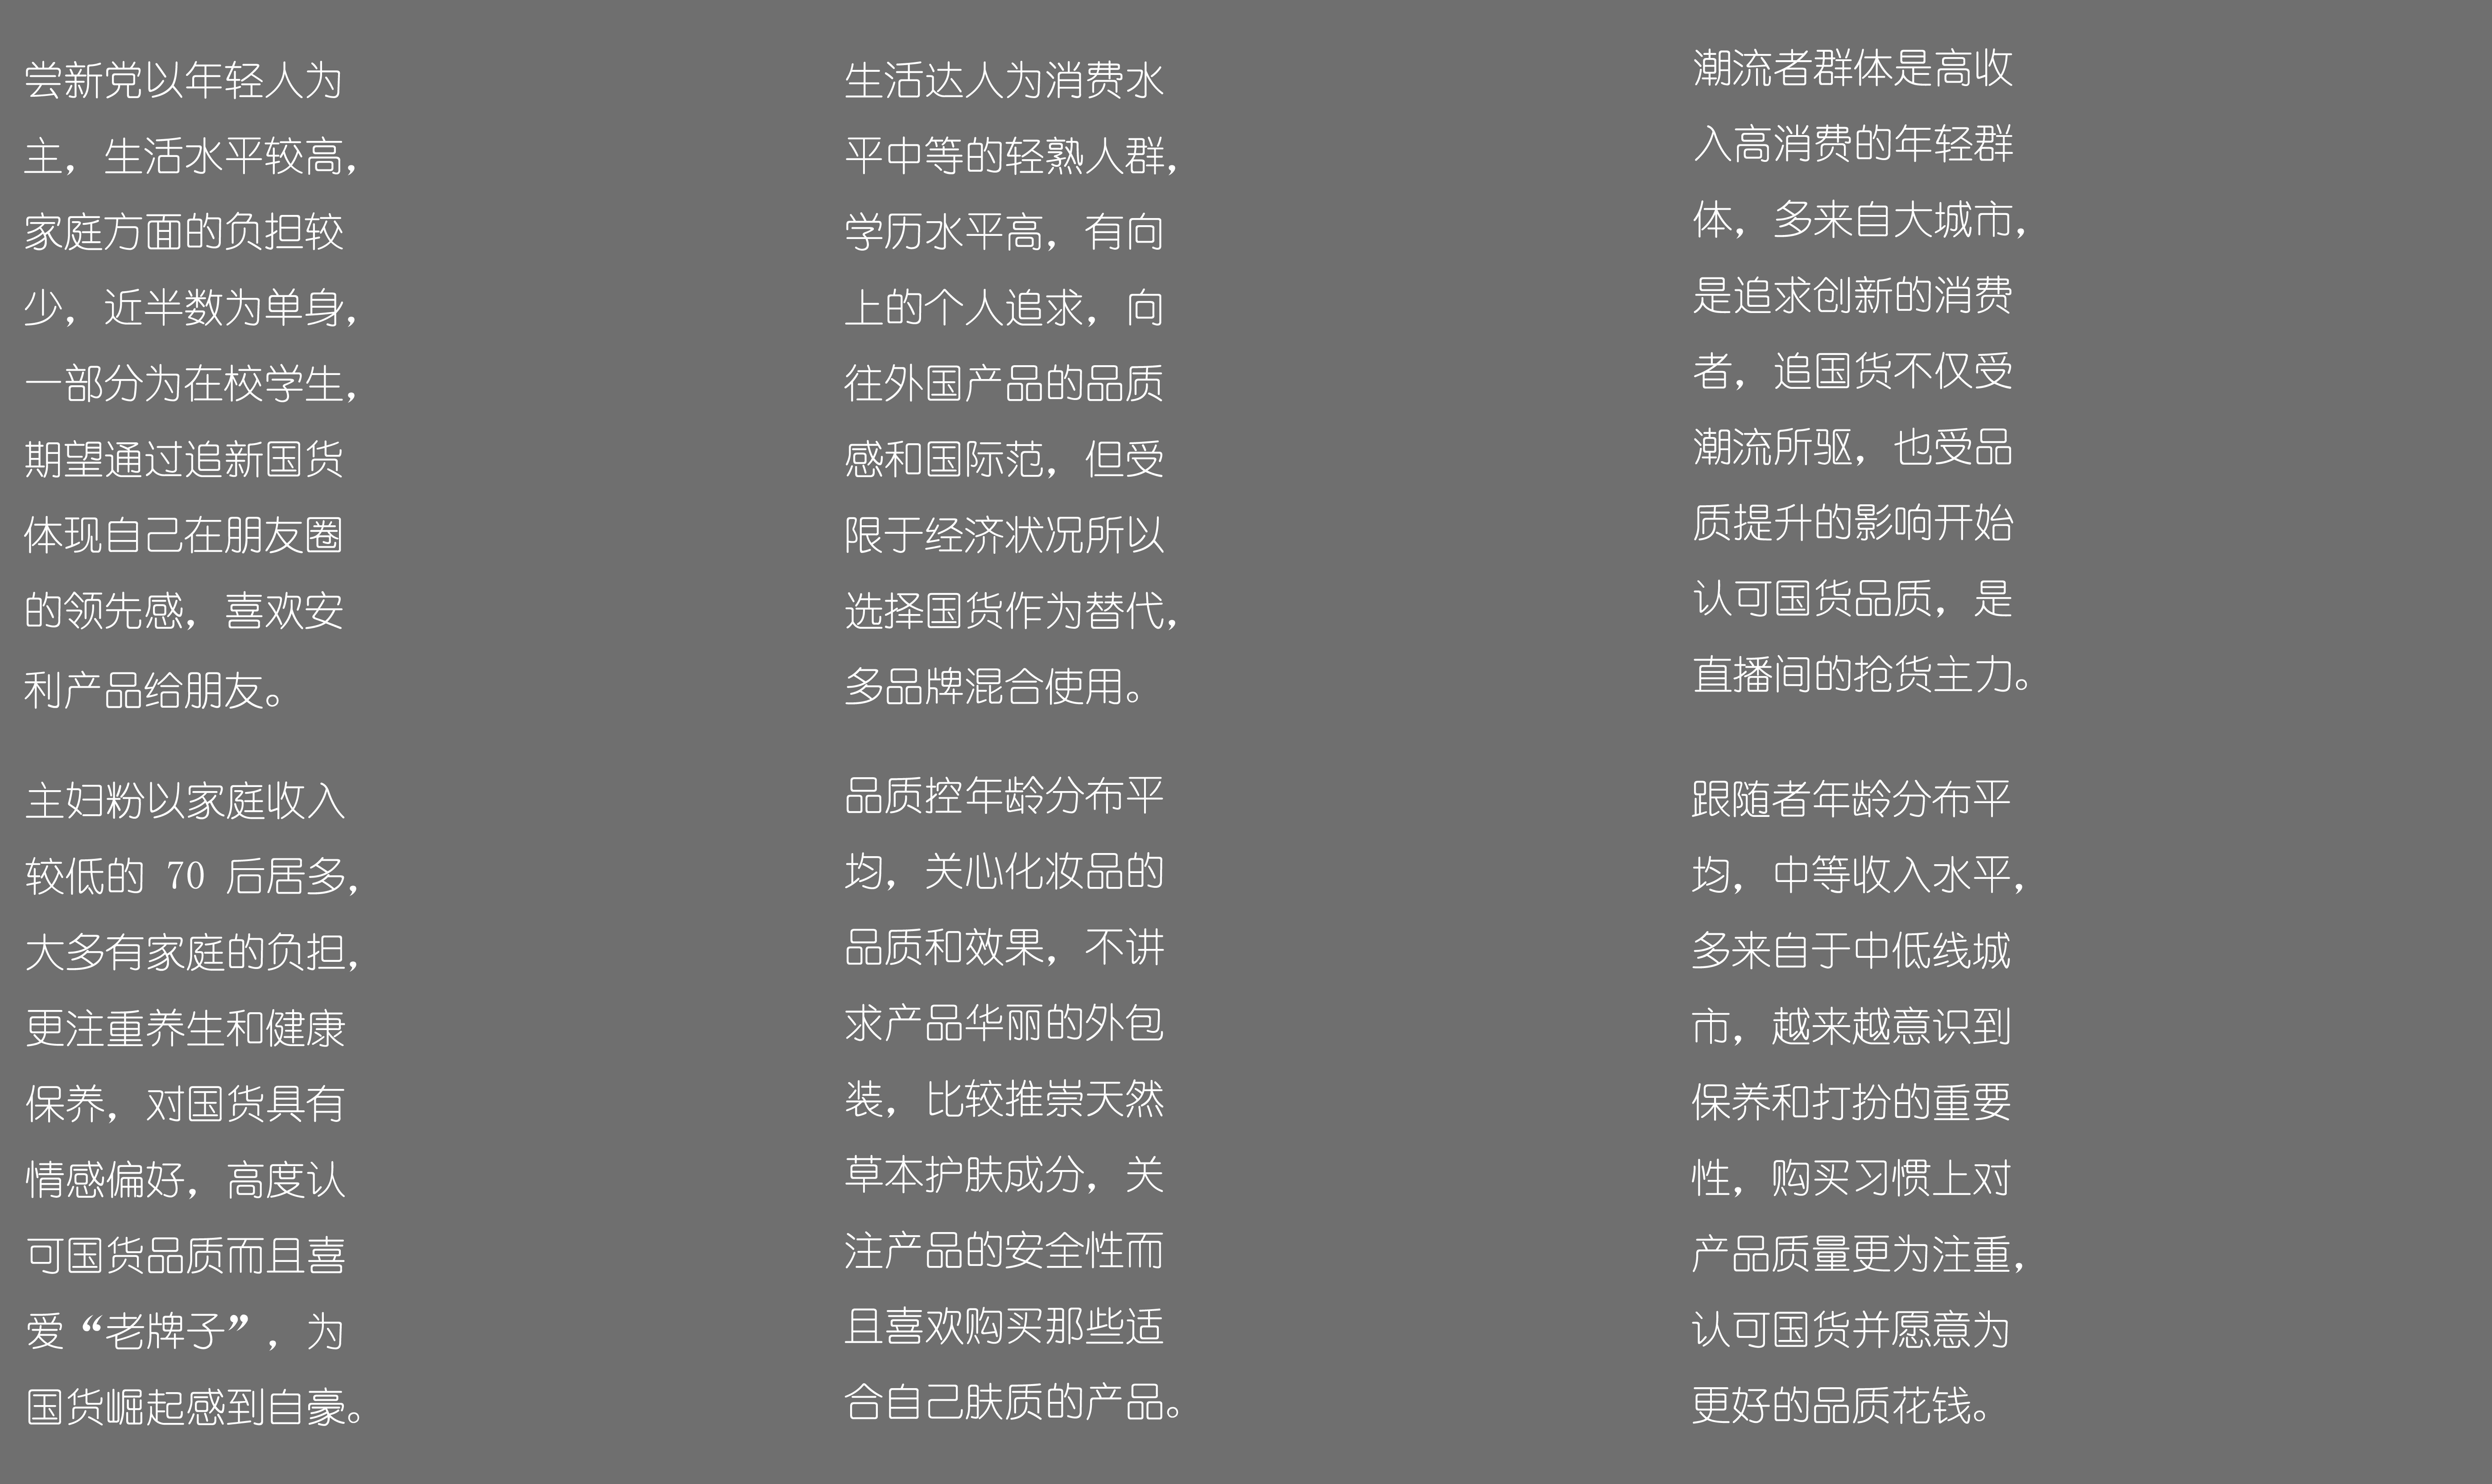 尝新党以年轻人为
主，生活水平较高，
家庭方面的负担较
少，近半数为单身，
一部分为在校学生，
期望通过追新国货
体现自己在朋友圈
的领先感，喜欢安
利产品给朋友。
生活达人为消费水
平中等的轻熟人群，
学历水平高，有向
上的个人追求，向
往外国产品的品质
感和国际范，但受
限于经济状况所以
选择国货作为替代，
多品牌混合使用。
潮流者群体是高收
入高消费的年轻群
体，多来自大城市，
是追求创新的消费
者，追国货不仅受
潮流所驱，也受品
质提升的影响开始
认可国货品质，是
直播间的抢货主力。
主妇粉以家庭收入
较低的 70 后居多，
大多有家庭的负担，
更注重养生和健康
保养，对国货具有
情感偏好，高度认
可国货品质而且喜
爱“老牌子”，为
国货崛起感到自豪。
品质控年龄分布平
均，关心化妆品的
品质和效果，不讲
求产品华丽的外包
装，比较推崇天然
草本护肤成分，关
注产品的安全性而
且喜欢购买那些适
合自己肤质的产品。
跟随者年龄分布平
均，中等收入水平，
多来自于中低线城
市，越来越意识到
保养和打扮的重要
性，购买习惯上对
产品质量更为注重，
认可国货并愿意为
更好的品质花钱。